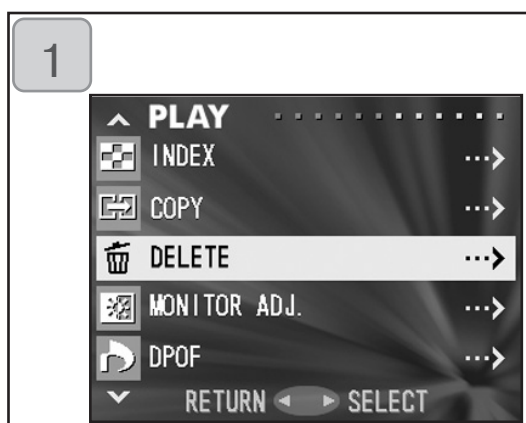 1
PLAY
INDEX
COPY
DELETE
MONITOR ADJ.
DPOF
RETURN SELECT